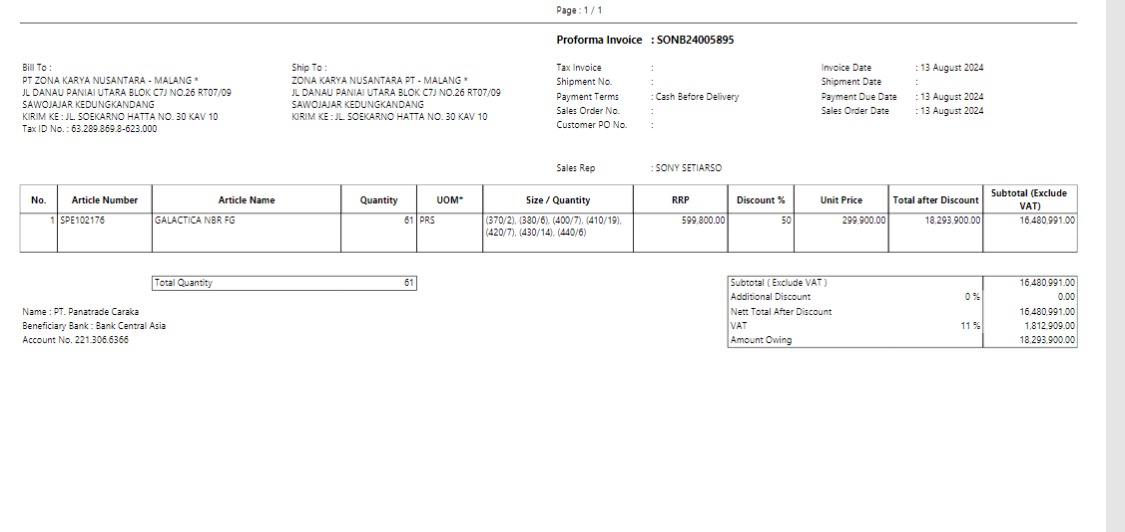 Page : 1 / 1
Proforma Invoice : SONB24005895
Bill To :
PT ZONA KARYA NUSANTARA - MALANG *
JL DANAU PANIAI UTARA BLOK C7J NO.26 RT07/09
SAWOJAJAR KEDUNGKANDANG
KIRIM KE : JL. SOEKARNO HATTA NO. 30 KAV 10
Tax ID No. : 63.289.869.8-623.000
Ship To :
ZONA KARYA NUSANTARA PT - MALANG *
JL DANAU PANIAI UTARA BLOK C7J NO.26 RT07/09
SAWOJAJAR KEDUNGKANDANG
KIRIM KE : JL. SOEKARNO HATTA NO. 30 KAV 10
Tax Invoice :
Shipment No. :
Payment Terms : Cash Before Delivery
Sales Order No. :
Customer PO No. :
Invoice Date : 13 August 2024
Shipment Date :
Payment Due Date : 13 August 2024
Sales Order Date : 13 August 2024
Sales Rep : SONY SETIARSO
No. Article Number Article Name Quantity UOM* Size / Quantity RRP Discount % Unit Price Total after Discount Subtotal (Exclude VAT)
1 SPE102176 GALACTICA NBR FG 61 PRS (370/2), (380/6), (400/7), (410/19), 599,800.00 50 299,900.00 18,293,900.00 16,480,991.00
(420/7), (430/14), (440/6)
Total Quantity 61
Subtotal ( Exclude VAT ) 16,480,991.00
Additional Discount 0 % 0.00
Nett Total After Discount 16,480,991.00
VAT 11 % 1,812,909.00
Amount Owing 18,293,900.00
Name : PT. Panatrade Caraka
Beneficiary Bank : Bank Central Asia
Account No. 221.306.6366